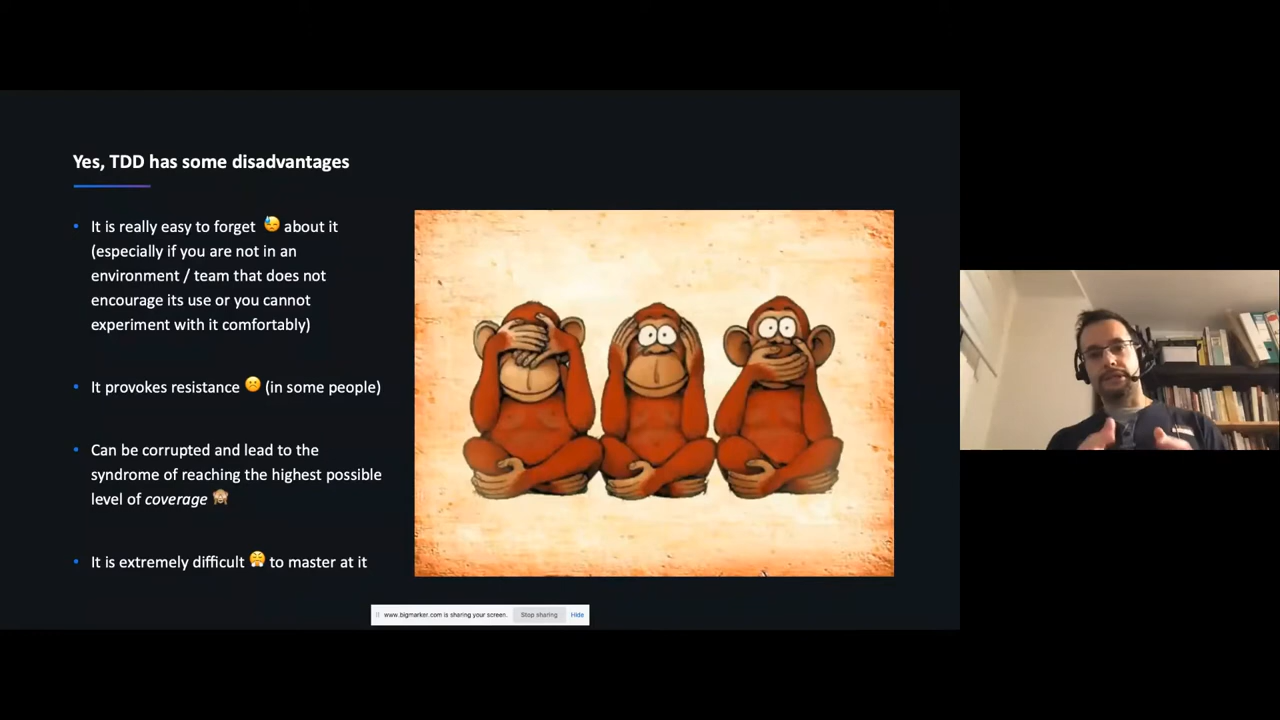 Yes, TDD has some disadvantages
• It is really easy to forget 😓 about it
(especially if you are not in an
environment / team that does not
encourage its use or you cannot
experiment with it comfortably)
• It provokes resistance 🙁 (in some people)
• Can be corrupted and lead to the
syndrome of reaching the highest possible
level of coverage 🙈
• It is extremely difficult 😤 to master at it
www.bigmarker.com is sharing your screen. Stop sharing Hide